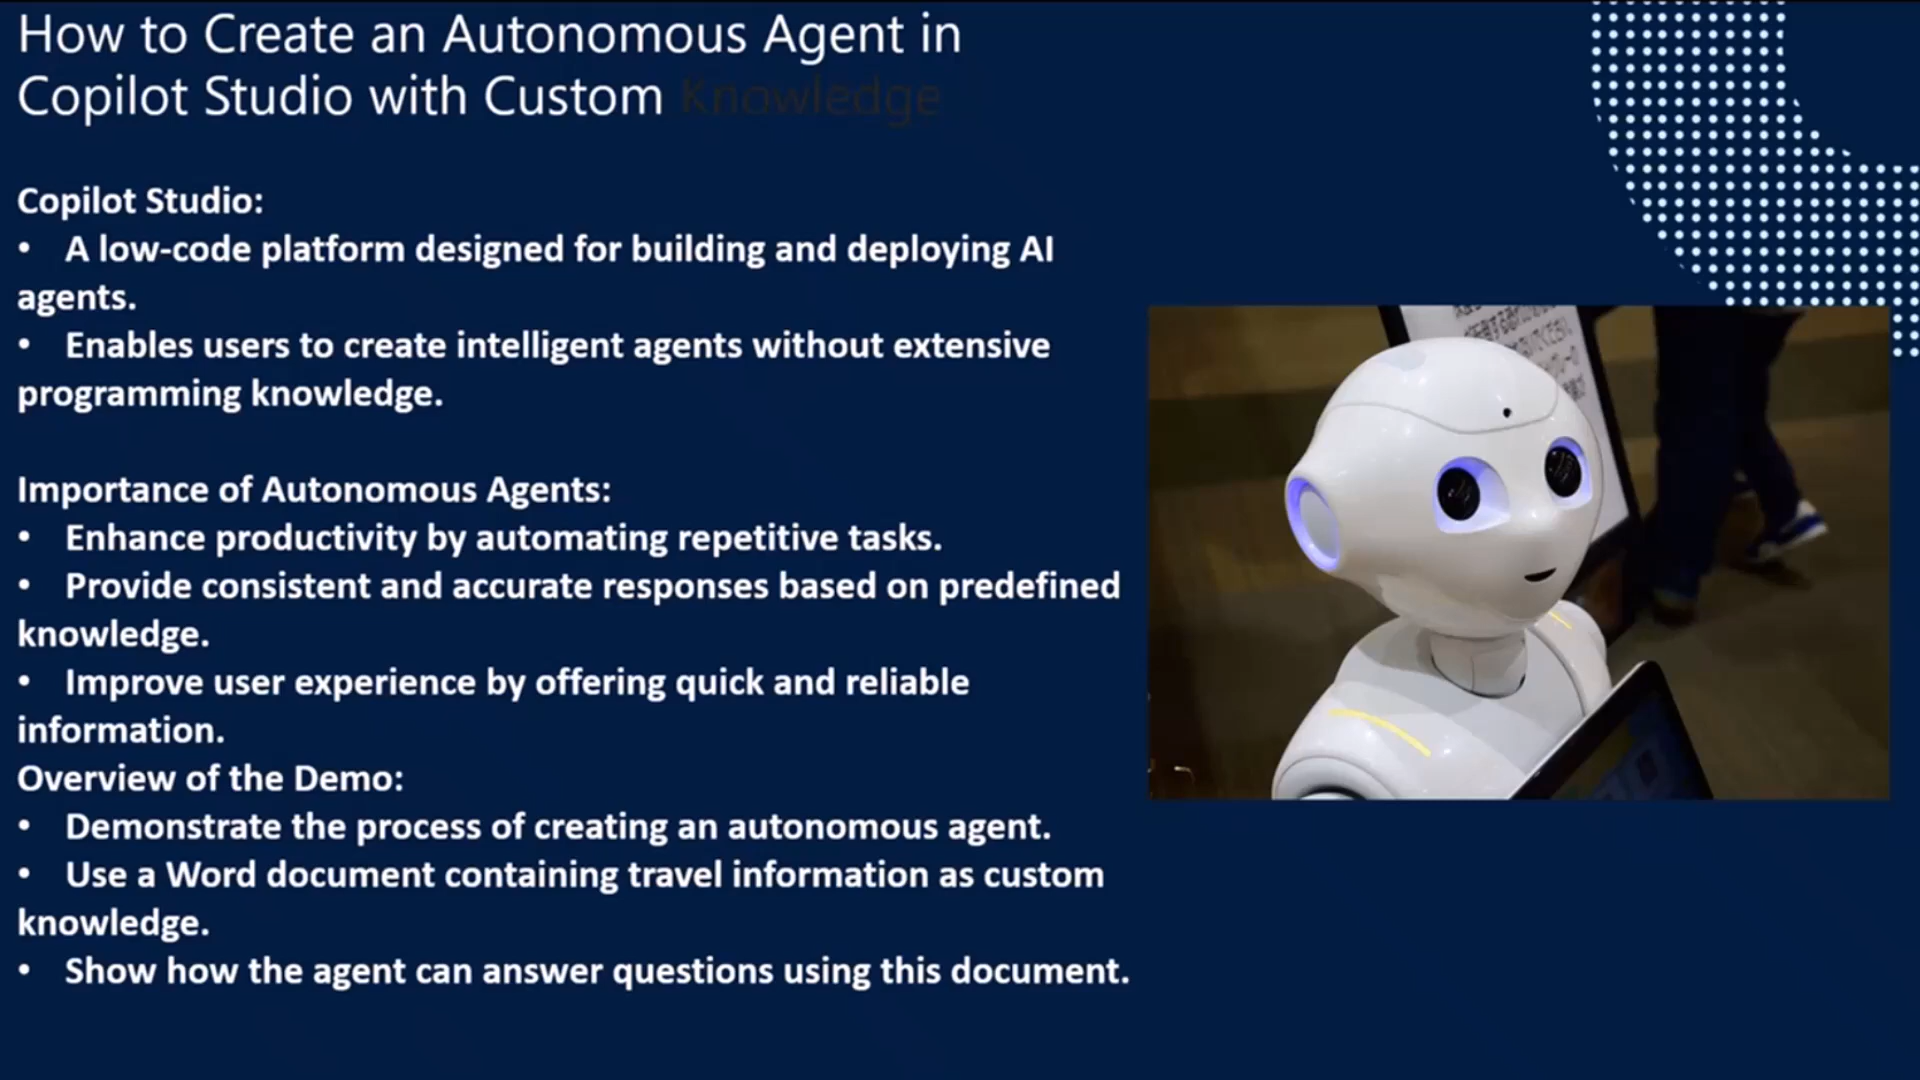 How to Create an Autonomous Agent in
Copilot Studio with Custom Knowledge
Copilot Studio:
• A low-code platform designed for building and deploying AI
agents.
• Enables users to create intelligent agents without extensive
programming knowledge.
Importance of Autonomous Agents:
• Enhance productivity by automating repetitive tasks.
• Provide consistent and accurate responses based on predefined
knowledge.
• Improve user experience by offering quick and reliable
information.
Overview of the Demo:
• Demonstrate the process of creating an autonomous agent.
• Use a Word document containing travel information as custom
knowledge.
• Show how the agent can answer questions using this document.